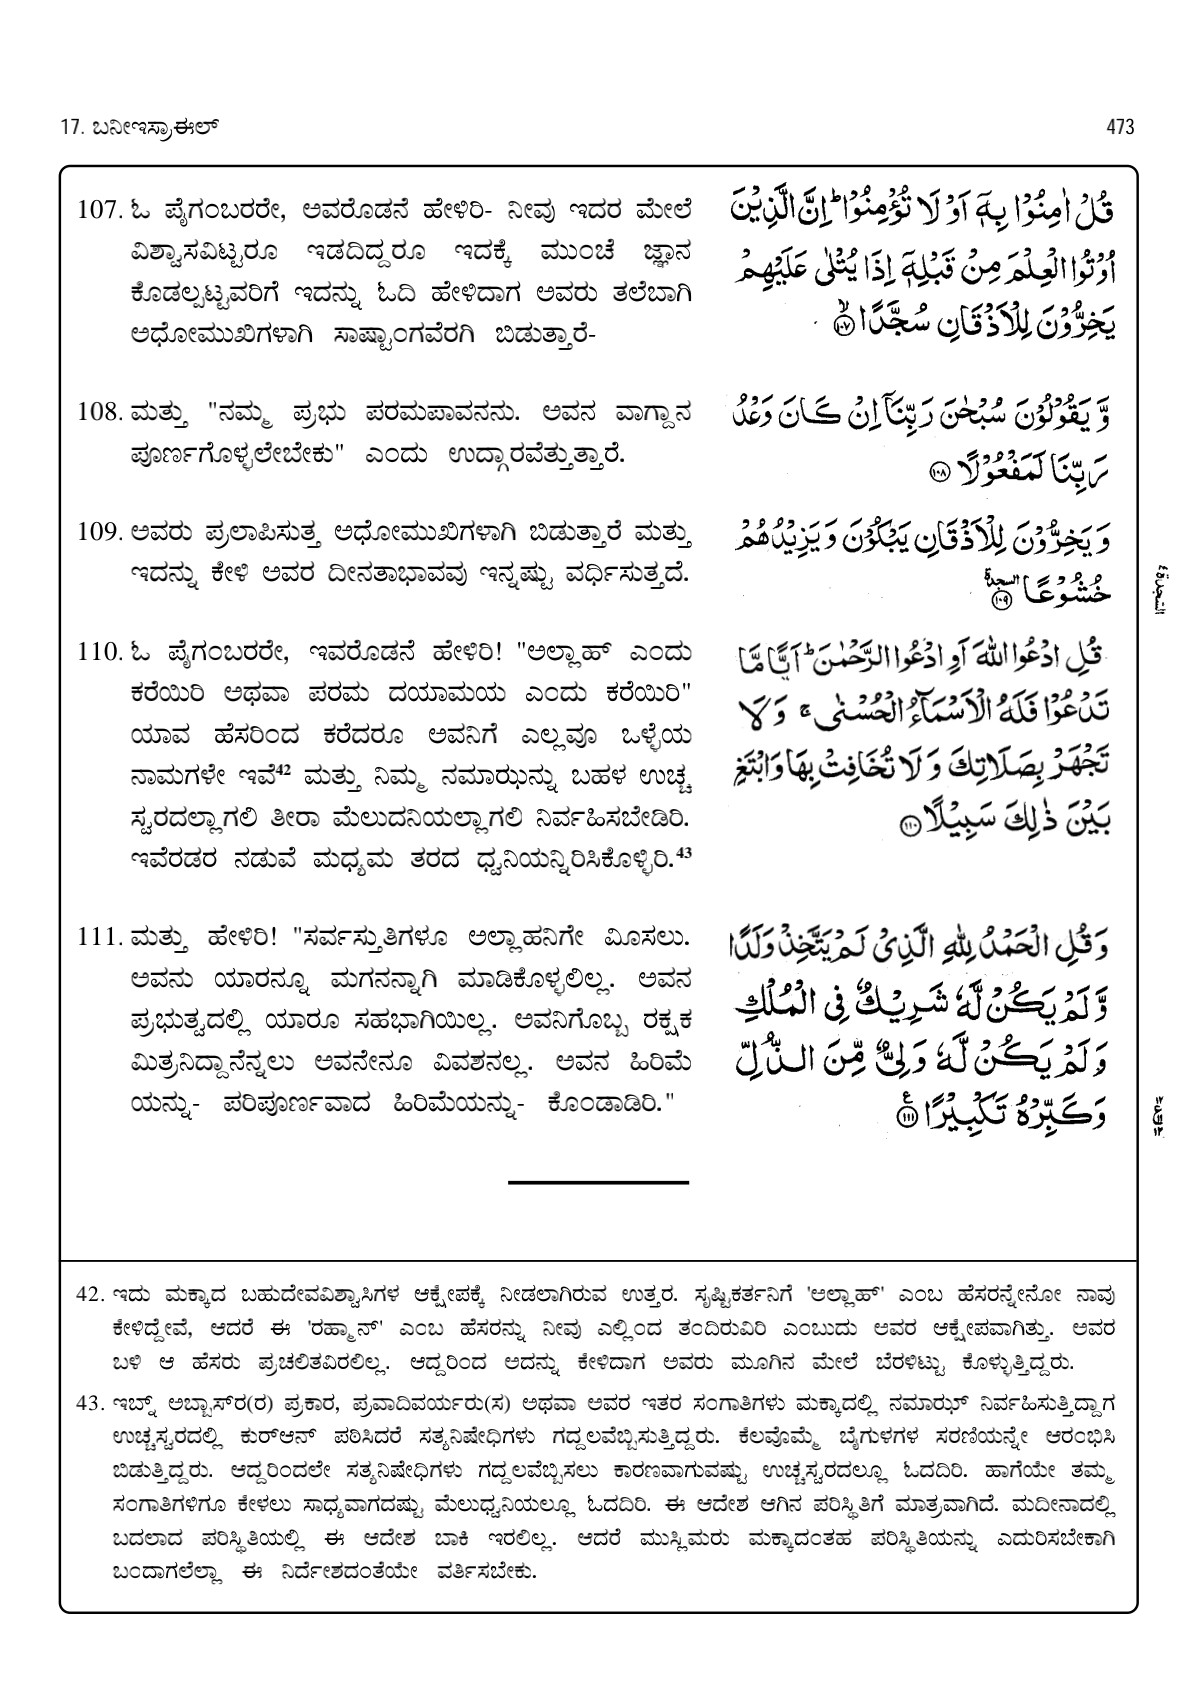 17. ಬನೀಇಸ್ರಾಈಲ್ 473
107. ಓ ಪೈಗಂಬರರೇ, ಅವರೊಡನೆ ಹೇಳಿರಿ- ನೀವು ಇದರ ಮೇಲೆ
ವಿಶ್ವಾಸವಿಟ್ಟರೂ ಇಡದಿದ್ದರೂ ಇದಕ್ಕೆ ಮುಂಚೆ ಜ್ಞಾನ
ಕೊಡಲ್ಪಟ್ಟವರಿಗೆ ಇದನ್ನು ಓದಿ ಹೇಳಿದಾಗ ಅವರು ತಲೆಬಾಗಿ
ಅಧೋಮುಖಿಗಳಾಗಿ ಸಾಷ್ಟಾಂಗವೆರಗಿ ಬಿಡುತ್ತಾರೆ-
قُلْ اٰمِنُوْا بِهٖٓ اَوْ لَا تُؤْمِنُوْا ؕ اِنَّ الَّذِيْنَ
اُوْتُوا الْعِلْمَ مِنْ قَبْلِهٖٓ اِذَا يُتْلٰى عَلَيْهِمْ
يَخِرُّوْنَ لِلْاَذْقَانِ سُجَّدًا ۙ ١٠٧
108. ಮತ್ತು "ನಮ್ಮ ಪ್ರಭು ಪರಮಪಾವನನು. ಅವನ ವಾಗ್ದಾನ
ಪೂರ್ಣಗೊಳ್ಳಲೇಬೇಕು" ಎಂದು ಉದ್ಗಾರವೆತ್ತುತ್ತಾರೆ.
وَّ يَقُوْلُوْنَ سُبْحٰنَ رَبِّنَآ اِنْ كَانَ وَعْدُ
رَبِّنَا لَمَفْعُوْلًا ١٠٨
109. ಅವರು ಪ್ರಲಾಪಿಸುತ್ತ ಅಧೋಮುಖಿಗಳಾಗಿ ಬಿಡುತ್ತಾರೆ ಮತ್ತು
ಇದನ್ನು ಕೇಳಿ ಅವರ ದೀನತಾಭಾವವು ಇನ್ನಷ್ಟು ವರ್ಧಿಸುತ್ತದೆ.
وَ يَخِرُّوْنَ لِلْاَذْقَانِ يَبْكُوْنَ وَ يَزِيْدُهُمْ
خُشُوْعًا ١٠٩ السجدة
السجدة ٤
110. ಓ ಪೈಗಂಬರರೇ, ಇವರೊಡನೆ ಹೇಳಿರಿ! "ಅಲ್ಲಾಹ್ ಎಂದು
ಕರೆಯಿರಿ ಅಥವಾ ಪರಮ ದಯಾಮಯ ಎಂದು ಕರೆಯಿರಿ"
ಯಾವ ಹೆಸರಿಂದ ಕರೆದರೂ ಅವನಿಗೆ ಎಲ್ಲವೂ ಒಳ್ಳೆಯ
ನಾಮಗಳೇ ಇವೆ⁴² ಮತ್ತು ನಿಮ್ಮ ನಮಾಝನ್ನು ಬಹಳ ಉಚ್ಚ
ಸ್ವರದಲ್ಲಾಗಲಿ ತೀರಾ ಮೆಲುದನಿಯಲ್ಲಾಗಲಿ ನಿರ್ವಹಿಸಬೇಡಿರಿ.
ಇವೆರಡರ ನಡುವೆ ಮಧ್ಯಮ ತರದ ಧ್ವನಿಯನ್ನಿರಿಸಿಕೊಳ್ಳಿರಿ.⁴³
قُلِ ادْعُوا اللّٰهَ اَوِ ادْعُوا الرَّحْمٰنَ ؕ اَيًّا مَّا
تَدْعُوْا فَلَهُ الْاَسْمَآءُ الْحُسْنٰى ۚ وَ لَا
تَجْهَرْ بِصَلَاتِكَ وَ لَا تُخَافِتْ بِهَا وَ ابْتَغِ
بَيْنَ ذٰلِكَ سَبِيْلًا ١١٠
111. ಮತ್ತು ಹೇಳಿರಿ! "ಸರ್ವಸ್ತುತಿಗಳೂ ಅಲ್ಲಾಹನಿಗೇ ಮೀಸಲು.
ಅವನು ಯಾರನ್ನೂ ಮಗನನ್ನಾಗಿ ಮಾಡಿಕೊಳ್ಳಲಿಲ್ಲ. ಅವನ
ಪ್ರಭುತ್ವದಲ್ಲಿ ಯಾರೂ ಸಹಭಾಗಿಯಿಲ್ಲ. ಅವನಿಗೊಬ್ಬ ರಕ್ಷಕ
ಮಿತ್ರನಿದ್ದಾನೆನ್ನಲು ಅವನೇನೂ ವಿವಶನಲ್ಲ. ಅವನ ಹಿರಿಮೆ
ಯನ್ನು- ಪರಿಪೂರ್ಣವಾದ ಹಿರಿಮೆಯನ್ನು- ಕೊಂಡಾಡಿರಿ."
وَ قُلِ الْحَمْدُ لِلّٰهِ الَّذِيْ لَمْ يَتَّخِذْ وَلَدًا
وَّ لَمْ يَكُنْ لَّهٗ شَرِيْكٌ فِي الْمُلْكِ
وَ لَمْ يَكُنْ لَّهٗ وَلِيٌّ مِّنَ الذُّلِّ
وَ كَبِّرْهُ تَكْبِيْرًا ١١١ ع
42. ಇದು ಮಕ್ಕಾದ ಬಹುದೇವವಿಶ್ವಾಸಿಗಳ ಆಕ್ಷೇಪಕ್ಕೆ ನೀಡಲಾಗಿರುವ ಉತ್ತರ. ಸೃಷ್ಟಿಕರ್ತನಿಗೆ 'ಅಲ್ಲಾಹ್' ಎಂಬ ಹೆಸರನ್ನೇನೋ ನಾವು
ಕೇಳಿದ್ದೇವೆ, ಆದರೆ ಈ 'ರಹ್ಮಾನ್' ಎಂಬ ಹೆಸರನ್ನು ನೀವು ಎಲ್ಲಿಂದ ತಂದಿರುವಿರಿ ಎಂಬುದು ಅವರ ಆಕ್ಷೇಪವಾಗಿತ್ತು. ಅವರ
ಬಳಿ ಆ ಹೆಸರು ಪ್ರಚಲಿತವಿರಲಿಲ್ಲ. ಆದ್ದರಿಂದ ಅದನ್ನು ಕೇಳಿದಾಗ ಅವರು ಮೂಗಿನ ಮೇಲೆ ಬೆರಳಿಟ್ಟು ಕೊಳ್ಳುತ್ತಿದ್ದರು.
43. ಇಬ್ನ್ ಅಬ್ಬಾಸ್‌ರ(ರ) ಪ್ರಕಾರ, ಪ್ರವಾದಿವರ್ಯರು(ಸ) ಅಥವಾ ಅವರ ಇತರ ಸಂಗಾತಿಗಳು ಮಕ್ಕಾದಲ್ಲಿ ನಮಾಝ್ ನಿರ್ವಹಿಸುತ್ತಿದ್ದಾಗ
ಉಚ್ಚಸ್ವರದಲ್ಲಿ ಕುರ್‌ಆನ್ ಪಠಿಸಿದರೆ ಸತ್ಯನಿಷೇಧಿಗಳು ಗದ್ದಲವೆಬ್ಬಿಸುತ್ತಿದ್ದರು. ಕೆಲವೊಮ್ಮೆ ಬೈಗುಳಗಳ ಸರಣಿಯನ್ನೇ ಆರಂಭಿಸಿ
ಬಿಡುತ್ತಿದ್ದರು. ಆದ್ದರಿಂದಲೇ ಸತ್ಯನಿಷೇಧಿಗಳು ಗದ್ದಲವೆಬ್ಬಿಸಲು ಕಾರಣವಾಗುವಷ್ಟು ಉಚ್ಚಸ್ವರದಲ್ಲೂ ಓದದಿರಿ. ಹಾಗೆಯೇ ತಮ್ಮ
ಸಂಗಾತಿಗಳಿಗೂ ಕೇಳಲು ಸಾಧ್ಯವಾಗದಷ್ಟು ಮೆಲುಧ್ವನಿಯಲ್ಲೂ ಓದದಿರಿ. ಈ ಆದೇಶ ಆಗಿನ ಪರಿಸ್ಥಿತಿಗೆ ಮಾತ್ರವಾಗಿದೆ. ಮದೀನಾದಲ್ಲಿ
ಬದಲಾದ ಪರಿಸ್ಥಿತಿಯಲ್ಲಿ ಈ ಆದೇಶ ಬಾಕಿ ಇರಲಿಲ್ಲ. ಆದರೆ ಮುಸ್ಲಿಮರು ಮಕ್ಕಾದಂತಹ ಪರಿಸ್ಥಿತಿಯನ್ನು ಎದುರಿಸಬೇಕಾಗಿ
ಬಂದಾಗಲೆಲ್ಲಾ ಈ ನಿರ್ದೇಶದಂತೆಯೇ ವರ್ತಿಸಬೇಕು.